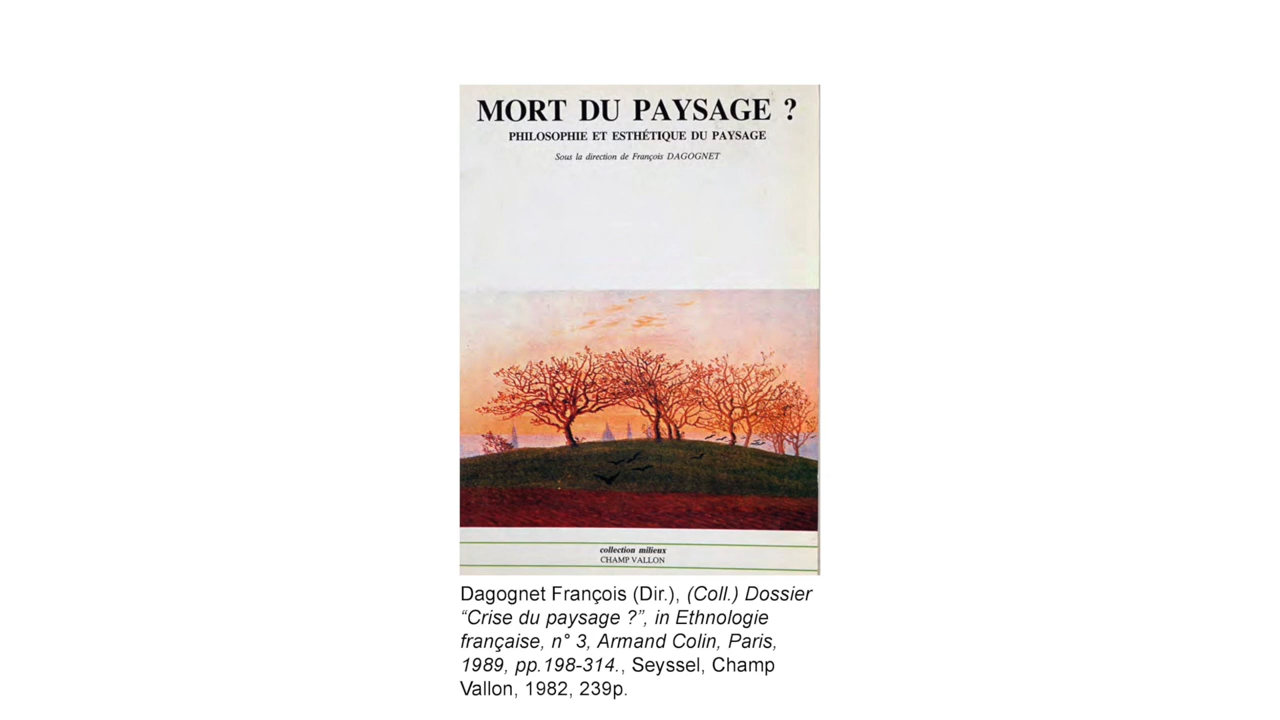 MORT DU PAYSAGE ?
PHILOSOPHIE ET ESTHÉTIQUE DU PAYSAGE
Sous la direction de François DAGOGNET
collection milieux
CHAMP VALLON
Dagognet François (Dir.), (Coll.) Dossier
“Crise du paysage ?”, in Ethnologie
française, n° 3, Armand Colin, Paris,
1989, pp.198-314., Seyssel, Champ
Vallon, 1982, 239p.